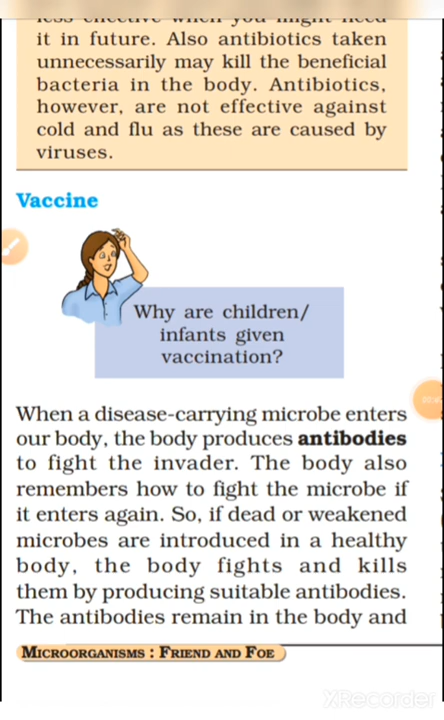 it in future. Also antibiotics taken
unnecessarily may kill the beneficial
bacteria in the body. Antibiotics,
however, are not effective against
cold and flu as these are caused by
viruses.
Vaccine
Why are children/
infants given
vaccination?
When a disease-carrying microbe enters
our body, the body produces antibodies
to fight the invader. The body also
remembers how to fight the microbe if
it enters again. So, if dead or weakened
microbes are introduced in a healthy
body, the body fights and kills
them by producing suitable antibodies.
The antibodies remain in the body and
MICROORGANISMS : FRIEND AND FOE
XRecorder